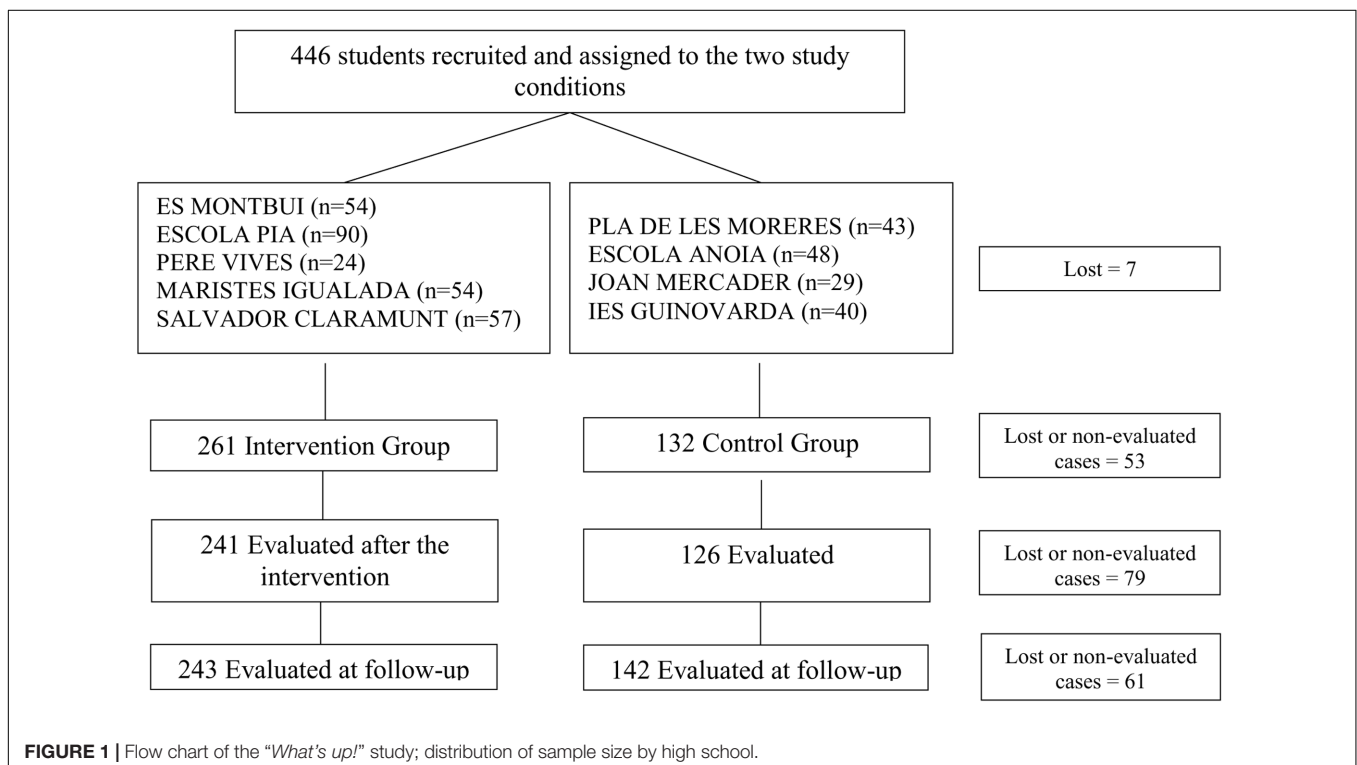 446 students recruited and assigned to the two study
conditions
ES MONTBUI (n=54)
ESCOLA PIA (n=90)
PERE VIVES (n=24)
MARISTES IGUALADA (n=54)
SALVADOR CLARAMUNT (n=57)
PLA DE LES MORERES (n=43)
ESCOLA ANOIA (n=48)
JOAN MERCADER (n=29)
IES GUINOVARDA (n=40)
Lost = 7
261 Intervention Group
132 Control Group
Lost or non-evaluated
cases = 53
241 Evaluated after the
intervention
126 Evaluated
Lost or non-evaluated
cases = 79
243 Evaluated at follow-up
142 Evaluated at follow-up
Lost or non-evaluated
cases = 61
FIGURE 1 | Flow chart of the “What’s up!” study; distribution of sample size by high school.